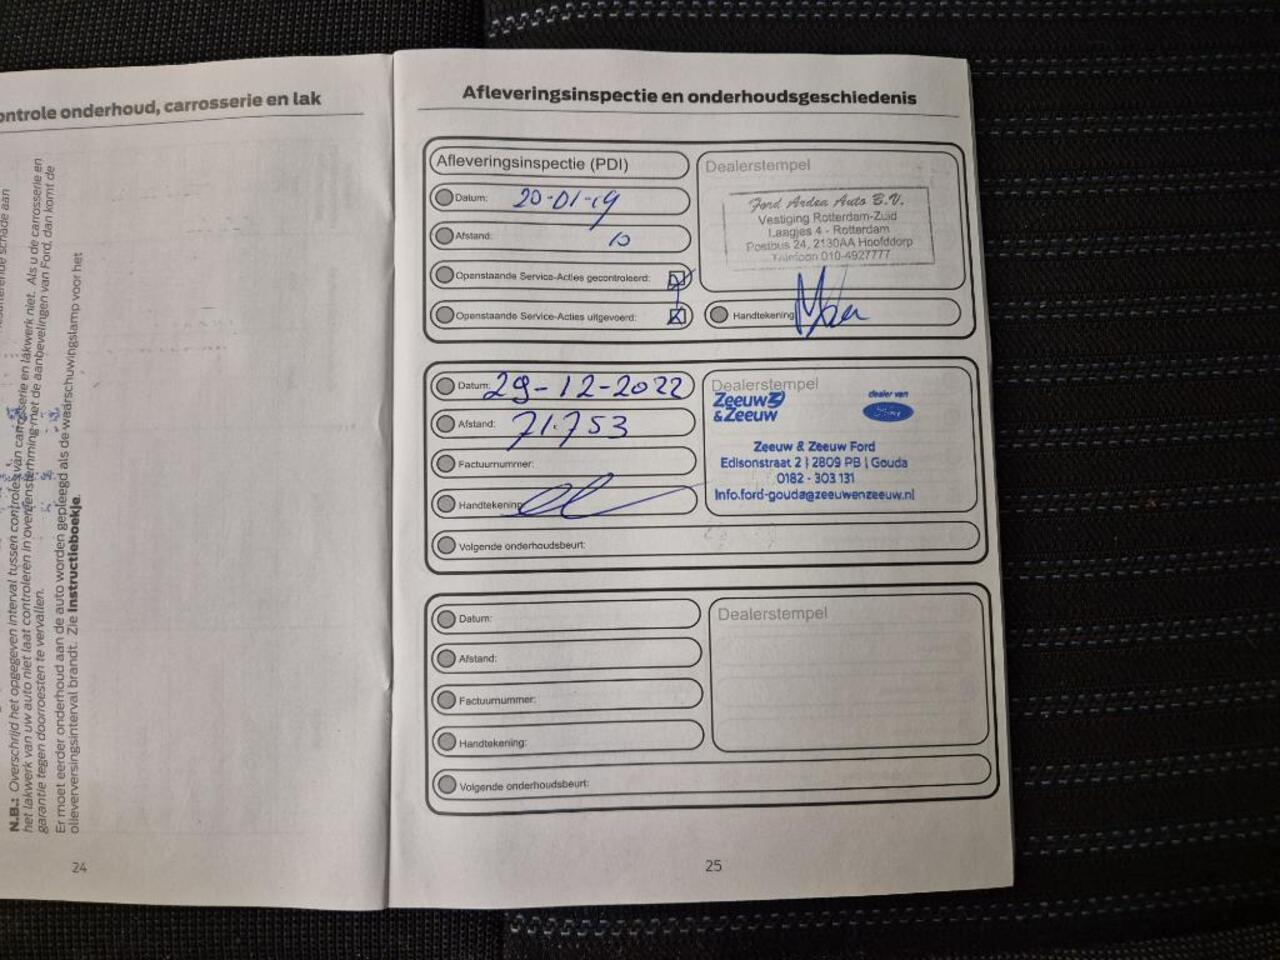 ontrole onderhoud, carrosserie en lak
N.B.: Overschrijd het opgegeven interval tussen controles van carrosserie en lakwerk niet. Als u de carrosserie en
het lakwerk van uw auto niet laat controleren in overeenstemming met de aanbevelingen van Ford, dan komt de
garantie tegen doorroesten te vervallen.
Er moet eerder onderhoud aan de auto worden gepleegd als de waarschuwingslamp voor het
olieverversingsinterval brandt. Zie Instructieboekje.
24
Afleveringsinspectie en onderhoudsgeschiedenis
Afleveringsinspectie (PDI)
Datum: 20-01-19
Afstand: 10
Openstaande Service-Acties gecontroleerd:
Openstaande Service-Acties uitgevoerd:
Dealerstempel
Ford Ardea Auto B.V.
Vestiging Rotterdam-Zuid
Laagjes 4 - Rotterdam
Postbus 24, 2130AA Hoofddorp
Telefoon 010-4927777
Handtekening
Datum: 29-12-2022
Afstand: 71.753
Factuurnummer:
Handtekening
Volgende onderhoudsbeurt:
Dealerstempel
Zeeuw
& Zeeuw
dealer van
Ford
Zeeuw & Zeeuw Ford
Edisonstraat 2 | 2809 PB | Gouda
0182 - 303 131
Info.ford-gouda@zeeuwenzeeuw.nl
Datum:
Afstand:
Factuurnummer:
Handtekening:
Volgende onderhoudsbeurt:
Dealerstempel
25